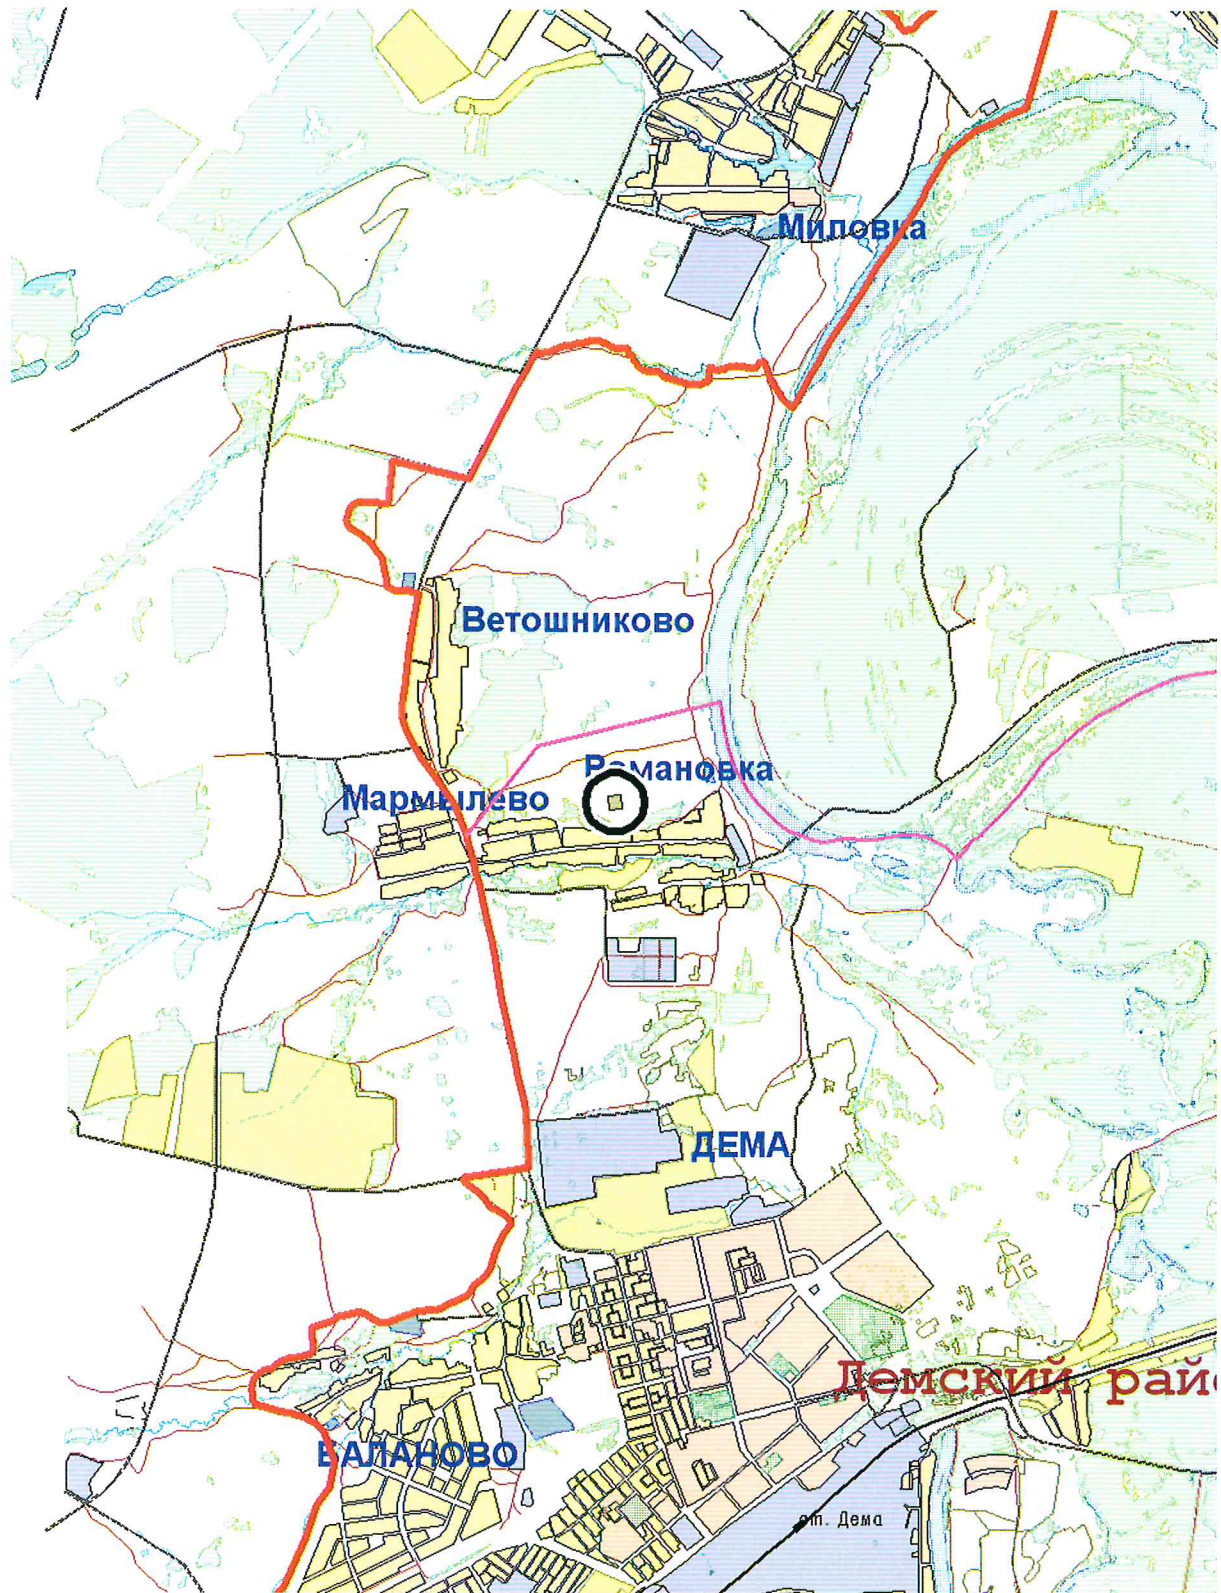 Миловка
Ветошниково
Романовка
Мармылево
ДЕМА
Демский райо
БАЛАНОВО
ст. Дема